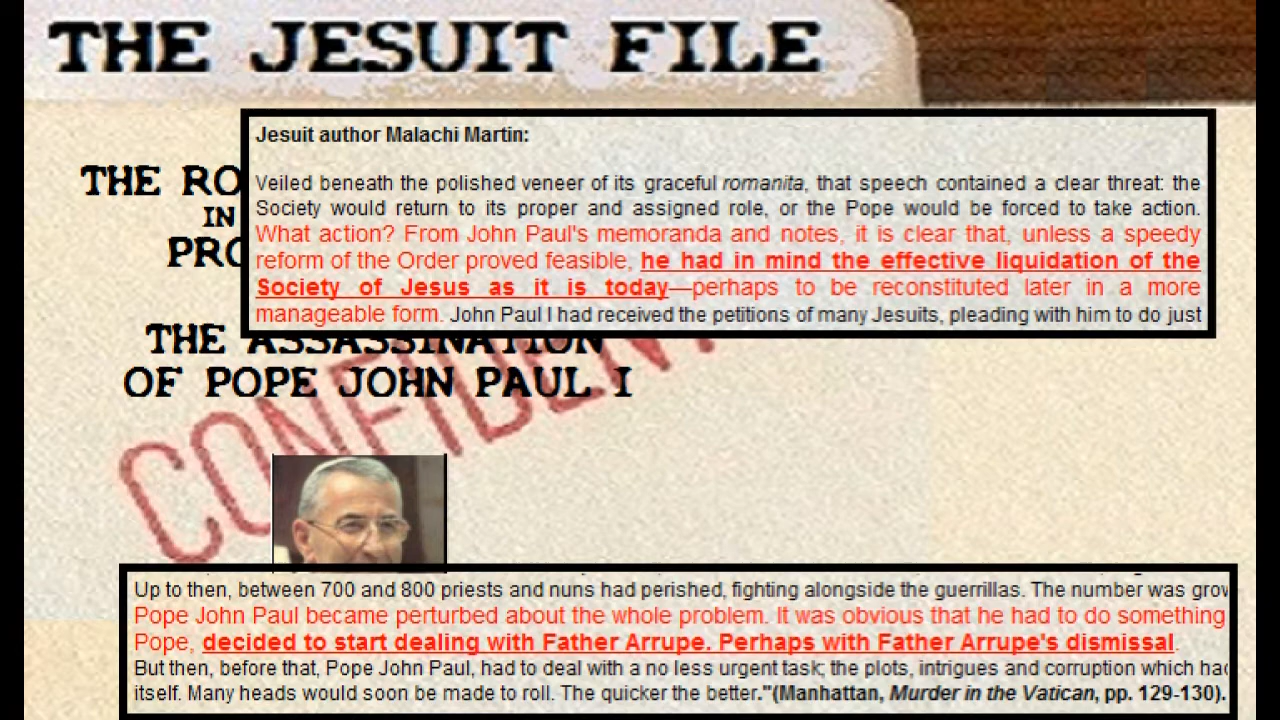 THE JESUIT FILE
Jesuit author Malachi Martin:
THE RO
Veiled beneath the polished veneer of its graceful romanita, that speech contained a clear threat: the
IN
Society would return to its proper and assigned role, or the Pope would be forced to take action.
What action? From John Paul's memoranda and notes, it is clear that, unless a speedy
PRO
reform of the Order proved feasible, he had in mind the effective liquidation of the
Society of Jesus as it is today—perhaps to be reconstituted later in a more
manageable form. John Paul I had received the petitions of many Jesuits, pleading with him to do just
THE ASSASSINATION
OF POPE JOHN PAUL I
CONFIDENT
Up to then, between 700 and 800 priests and nuns had perished, fighting alongside the guerrillas. The number was grov
Pope John Paul became perturbed about the whole problem. It was obvious that he had to do something
Pope, decided to start dealing with Father Arrupe. Perhaps with Father Arrupe's dismissal.
But then, before that, Pope John Paul, had to deal with a no less urgent task; the plots, intrigues and corruption which had
itself. Many heads would soon be made to roll. The quicker the better."(Manhattan, Murder in the Vatican, pp. 129-130).